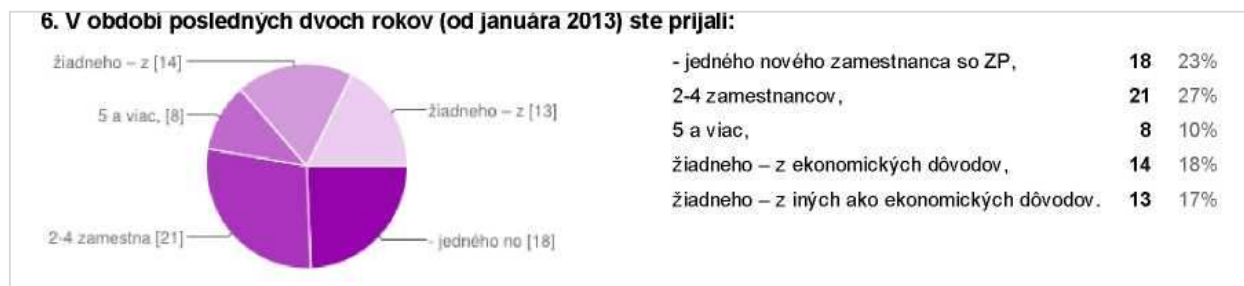 6. V období posledných dvoch rokov (od januára 2013) ste prijali:
žiadneho – z [14]
5 a viac, [8]
2-4 zamestna [21]
žiadneho – z [13]
- jedného no [18]
- jedného nového zamestnanca so ZP, 18 23%
2-4 zamestnancov, 21 27%
5 a viac, 8 10%
žiadneho – z ekonomických dôvodov, 14 18%
žiadneho – z iných ako ekonomických dôvodov. 13 17%